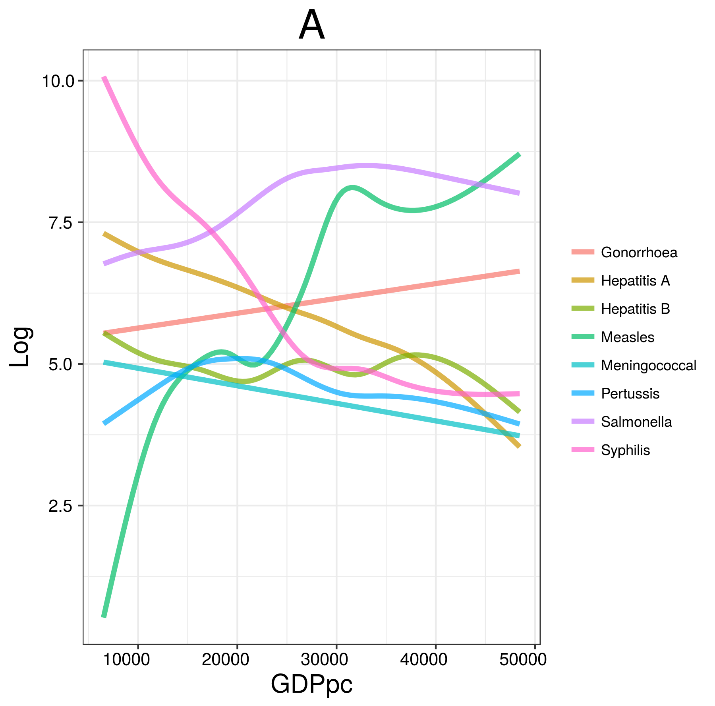 A
10.0
7.5
5.0
2.5
Log
10000 20000 30000 40000 50000
GDPpc
Gonorrhoea
Hepatitis A
Hepatitis B
Measles
Meningococcal
Pertussis
Salmonella
Syphilis